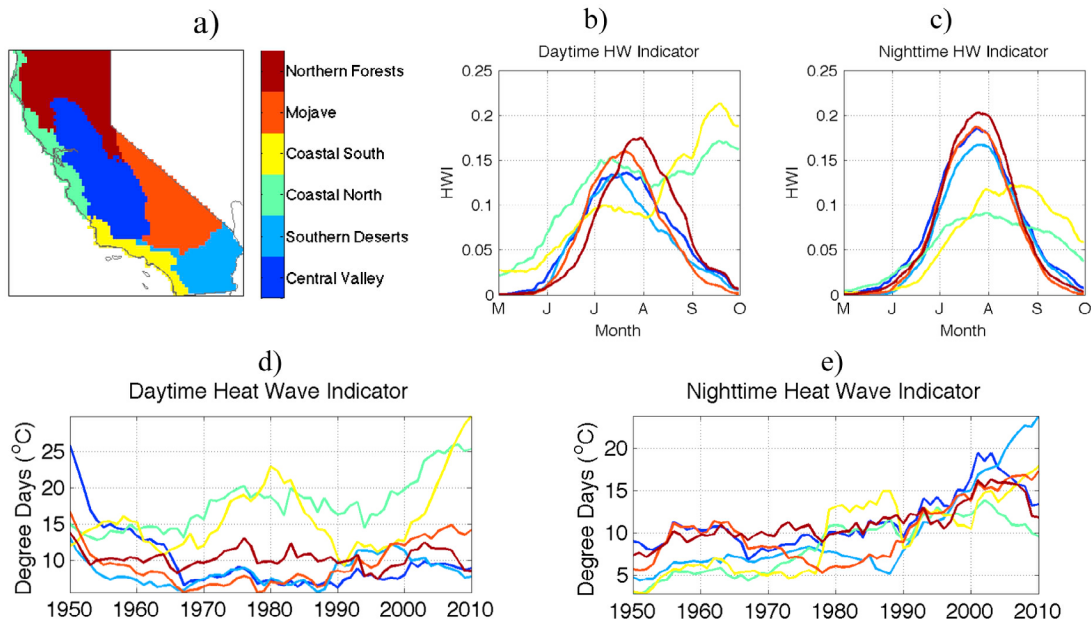 a)
Northern Forests
Mojave
Coastal South
Coastal North
Southern Deserts
Central Valley
b)
Daytime HW Indicator
HWI
0.25
0.2
0.15
0.1
0.05
0
M J J A S O
Month
c)
Nighttime HW Indicator
HWI
0.25
0.2
0.15
0.1
0.05
0
M J J A S O
Month
d)
Daytime Heat Wave Indicator
Degree Days (°C)
25
20
15
10
1950 1960 1970 1980 1990 2000 2010
e)
Nighttime Heat Wave Indicator
Degree Days (°C)
20
15
10
5
1950 1960 1970 1980 1990 2000 2010